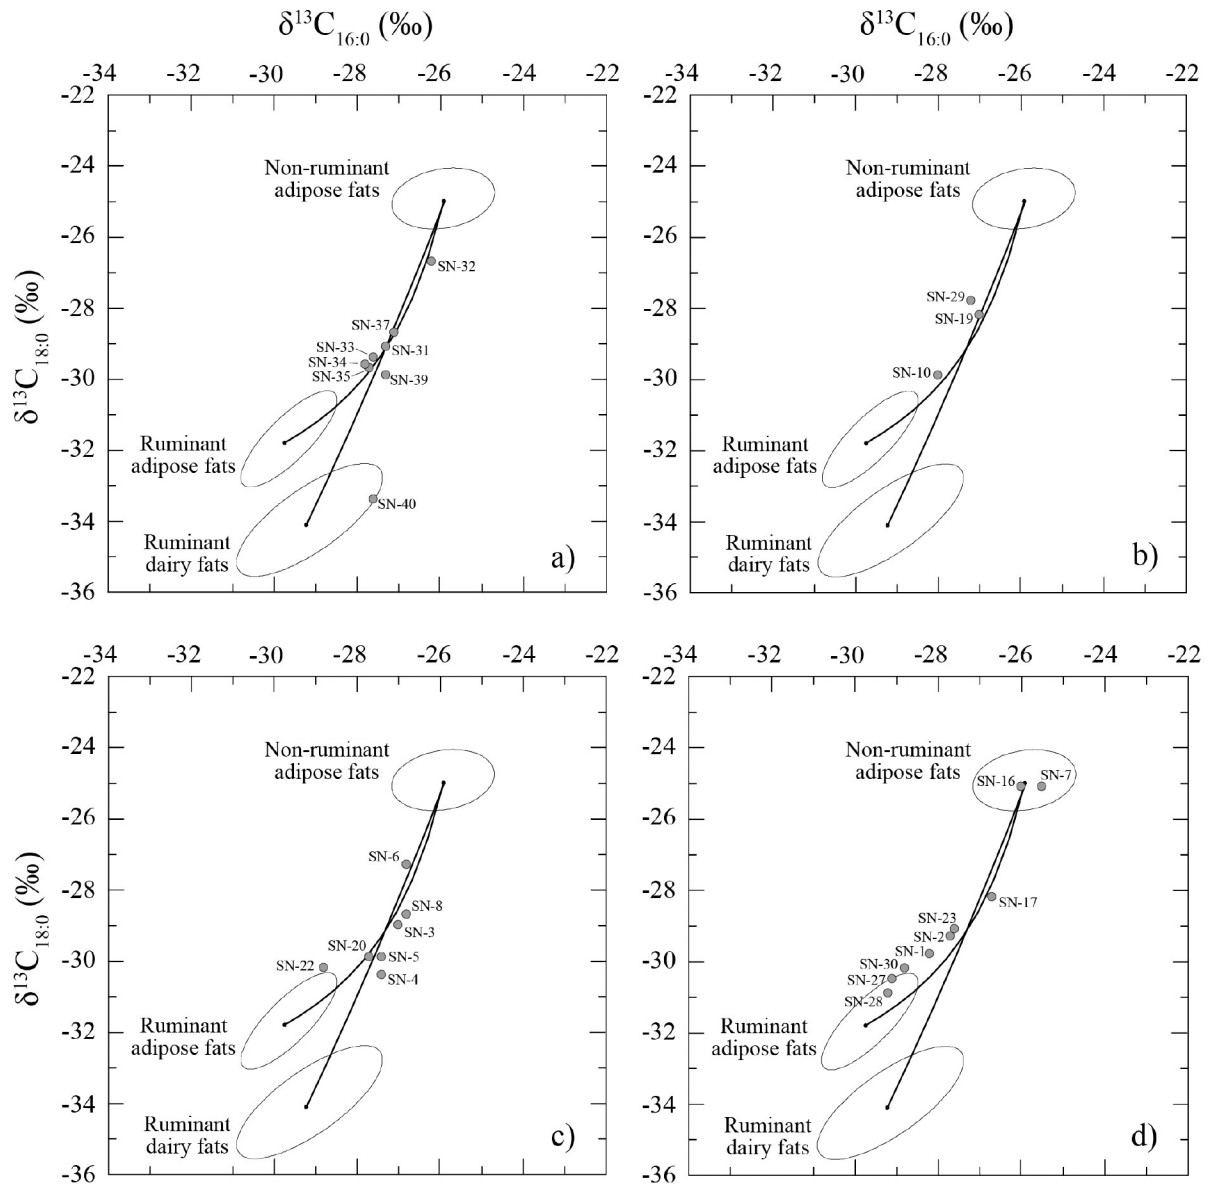 δ13C16:0 (‰)
δ13C16:0 (‰)
-34 -32 -30 -28 -26 -24 -22
-34 -32 -30 -28 -26 -24 -22
δ13C18:0 (‰)
-22
-24
-26
-28
-30
-32
-34
-36
Non-ruminant
adipose fats
SN-32
SN-37
SN-33
SN-31
SN-34
SN-35
SN-39
Ruminant
adipose fats
SN-40
Ruminant
dairy fats
a)
-22
-24
-26
-28
-30
-32
-34
-36
Non-ruminant
adipose fats
SN-29
SN-19
SN-10
Ruminant
adipose fats
Ruminant
dairy fats
b)
-34 -32 -30 -28 -26 -24 -22
-34 -32 -30 -28 -26 -24 -22
δ13C18:0 (‰)
-22
-24
-26
-28
-30
-32
-34
-36
Non-ruminant
adipose fats
SN-6
SN-8
SN-3
SN-20
SN-5
SN-22
SN-4
Ruminant
adipose fats
Ruminant
dairy fats
c)
-22
-24
-26
-28
-30
-32
-34
-36
Non-ruminant
adipose fats
SN-16
SN-7
SN-17
SN-23
SN-2
SN-1
SN-30
SN-27
SN-28
Ruminant
adipose fats
Ruminant
dairy fats
d)